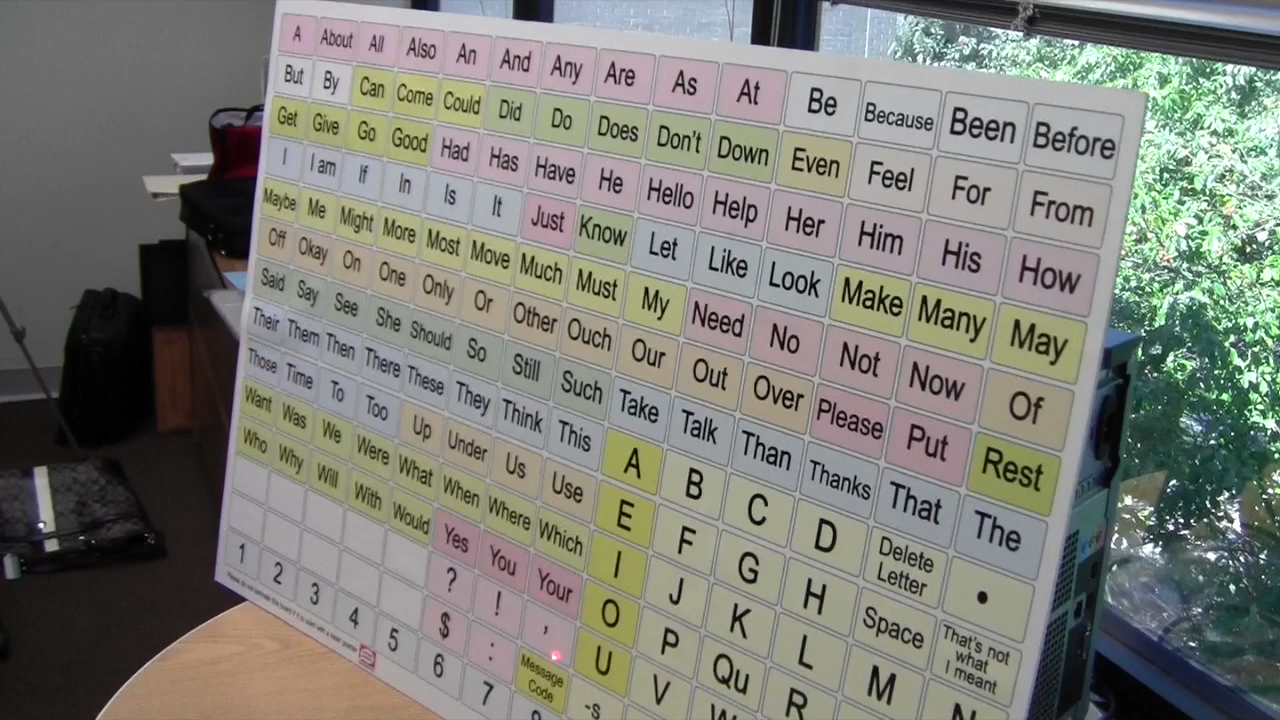 A About All Also An And Any Are As At Be Because Been Before
But By Can Come Could Did Do Does Don't Down Even Feel For From
Get Give Go Good Had Has Have He Hello Help Her Him His How
I I am If In Is It Just Know Let Like Look Make Many May
Maybe Me Might More Most Move Much Must My Need No Not Now Of
Off Okay On One Only Or Other Ouch Our Out Over Please Put Rest
Said Say See She Should So Still Such Take Talk Than Thanks That The
Their Them Then There These They Think This A B C D Delete Letter .
Those Time To Too Up Under Us Use E F G H Space That's not what I meant
Want Was We Were What When Where Which I J K L M N
Who Why Will With Would Yes You Your O P Qu R
? ! , U V W
$ : Message Code -s
1 2 3 4 5 6 7